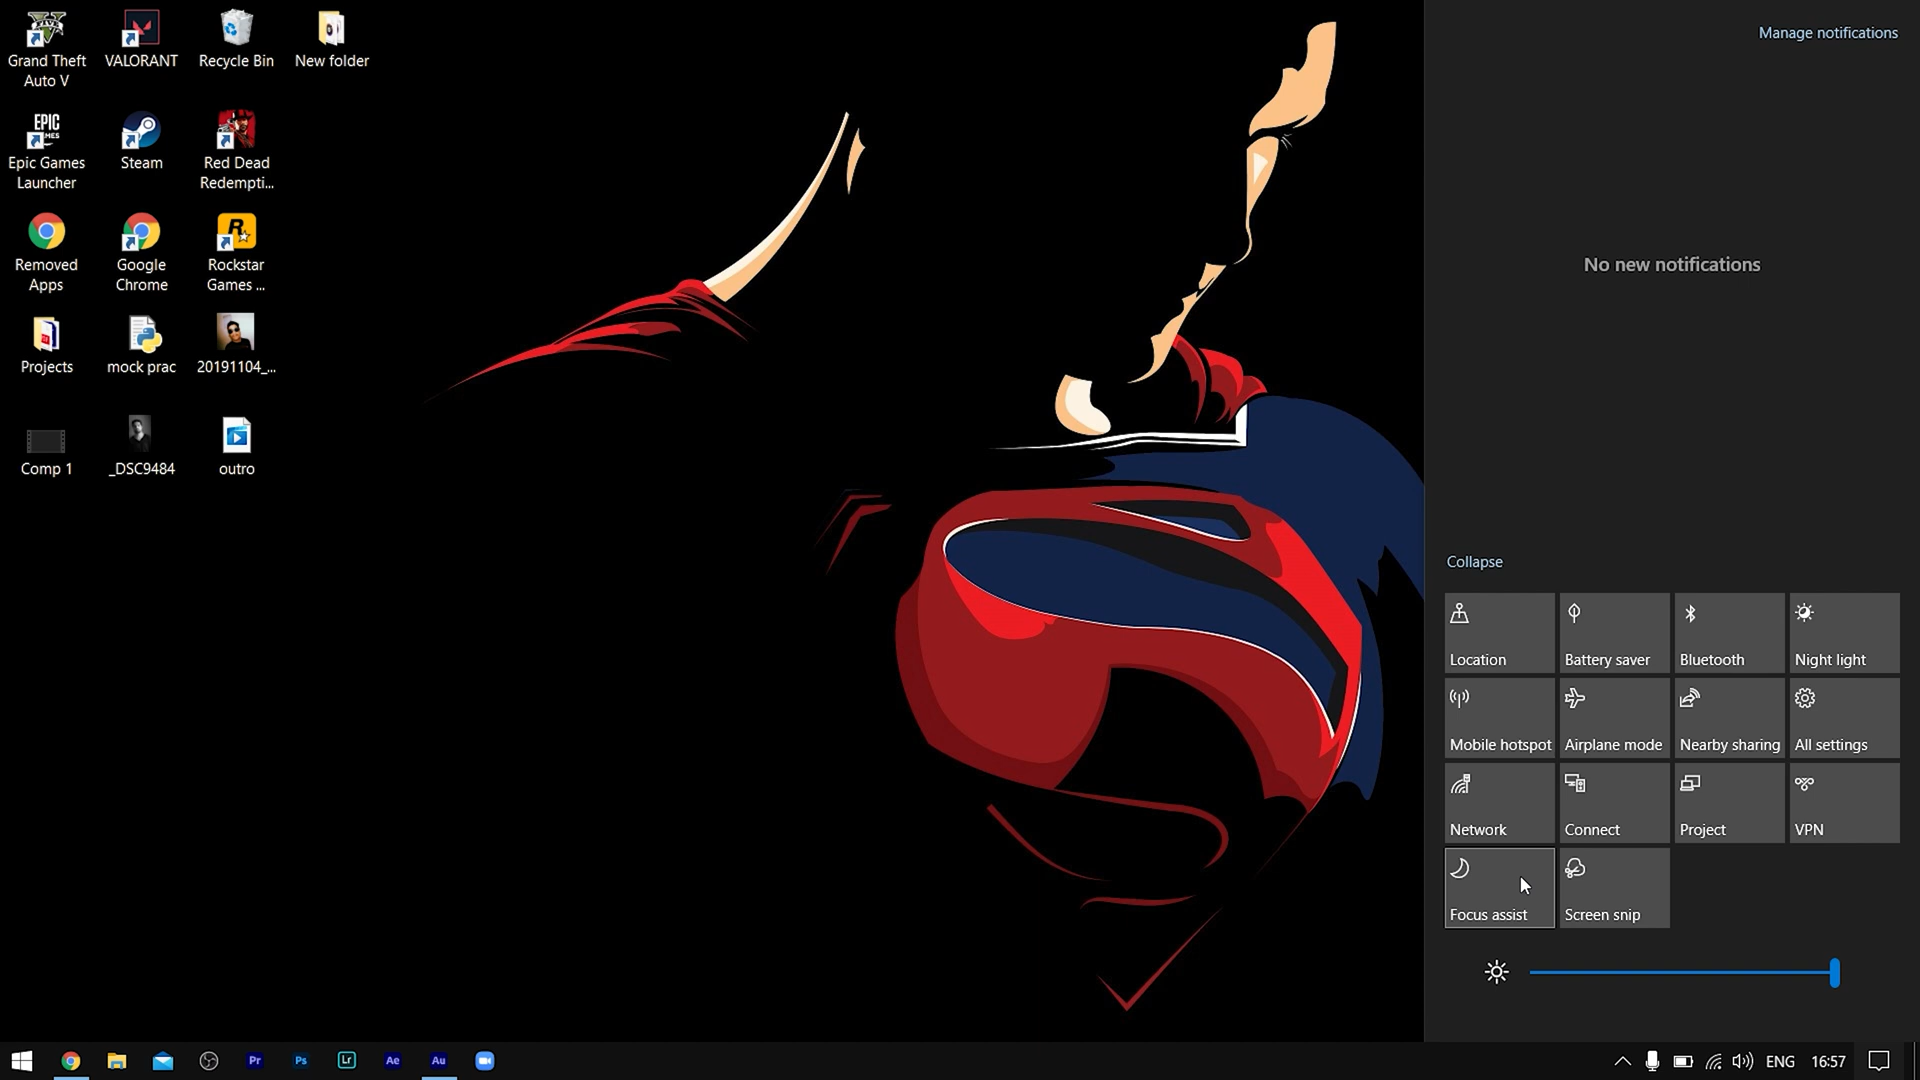 Grand Theft
Auto V
VALORANT
Recycle Bin
New folder
EPIC
GAMES
Epic Games
Launcher
Steam
Red Dead
Redempti...
Removed
Apps
Google
Chrome
Rockstar
Games ...
Projects
mock prac
20191104_...
Comp 1
_DSC9484
outro
Manage notifications
No new notifications
Collapse
Location
Battery saver
Bluetooth
Night light
Mobile hotspot
Airplane mode
Nearby sharing
All settings
Network
Connect
Project
VPN
Focus assist
Screen snip
Pr
Ps
Lr
Ae
Au
ENG
16:57